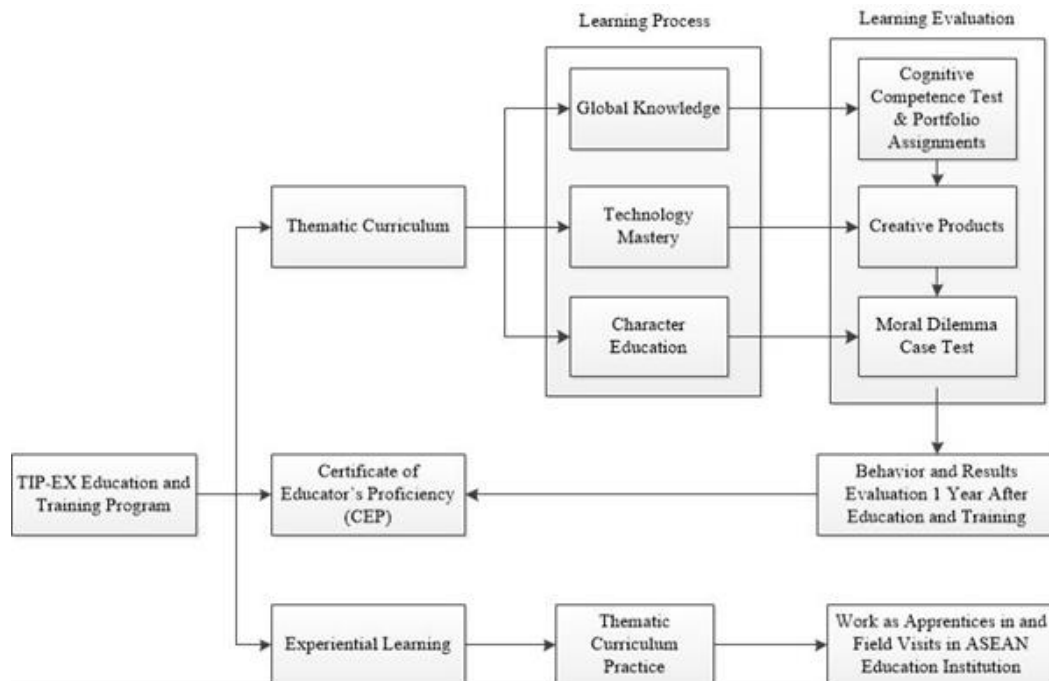 Learning Process
Learning Evaluation
Global Knowledge
Cognitive
Competence Test
& Portfolio
Assignments
Thematic Curriculum
Technology
Mastery
Creative Products
Character
Education
Moral Dilemma
Case Test
TIP-EX Education and
Training Program
Certificate of
Educator`s Proficiency
(CEP)
Behavior and Results
Evaluation 1 Year After
Education and Training
Experiential Learning
Thematic
Curriculum
Practice
Work as Apprentices in and
Field Visits in ASEAN
Education Institution